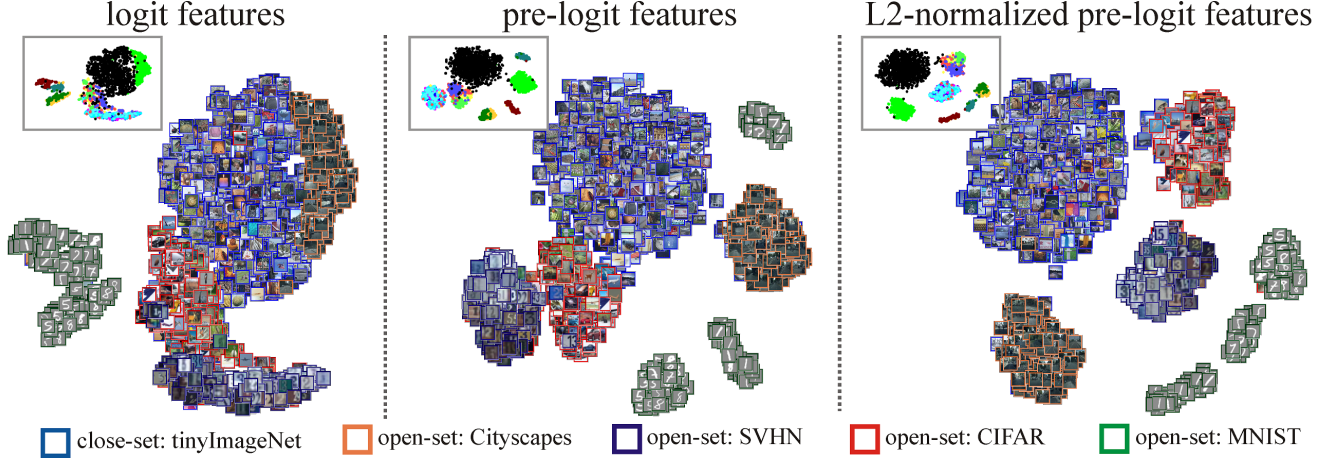 logit features
pre-logit features
L2-normalized pre-logit features
close-set: tinyImageNet
open-set: Cityscapes
open-set: SVHN
open-set: CIFAR
open-set: MNIST